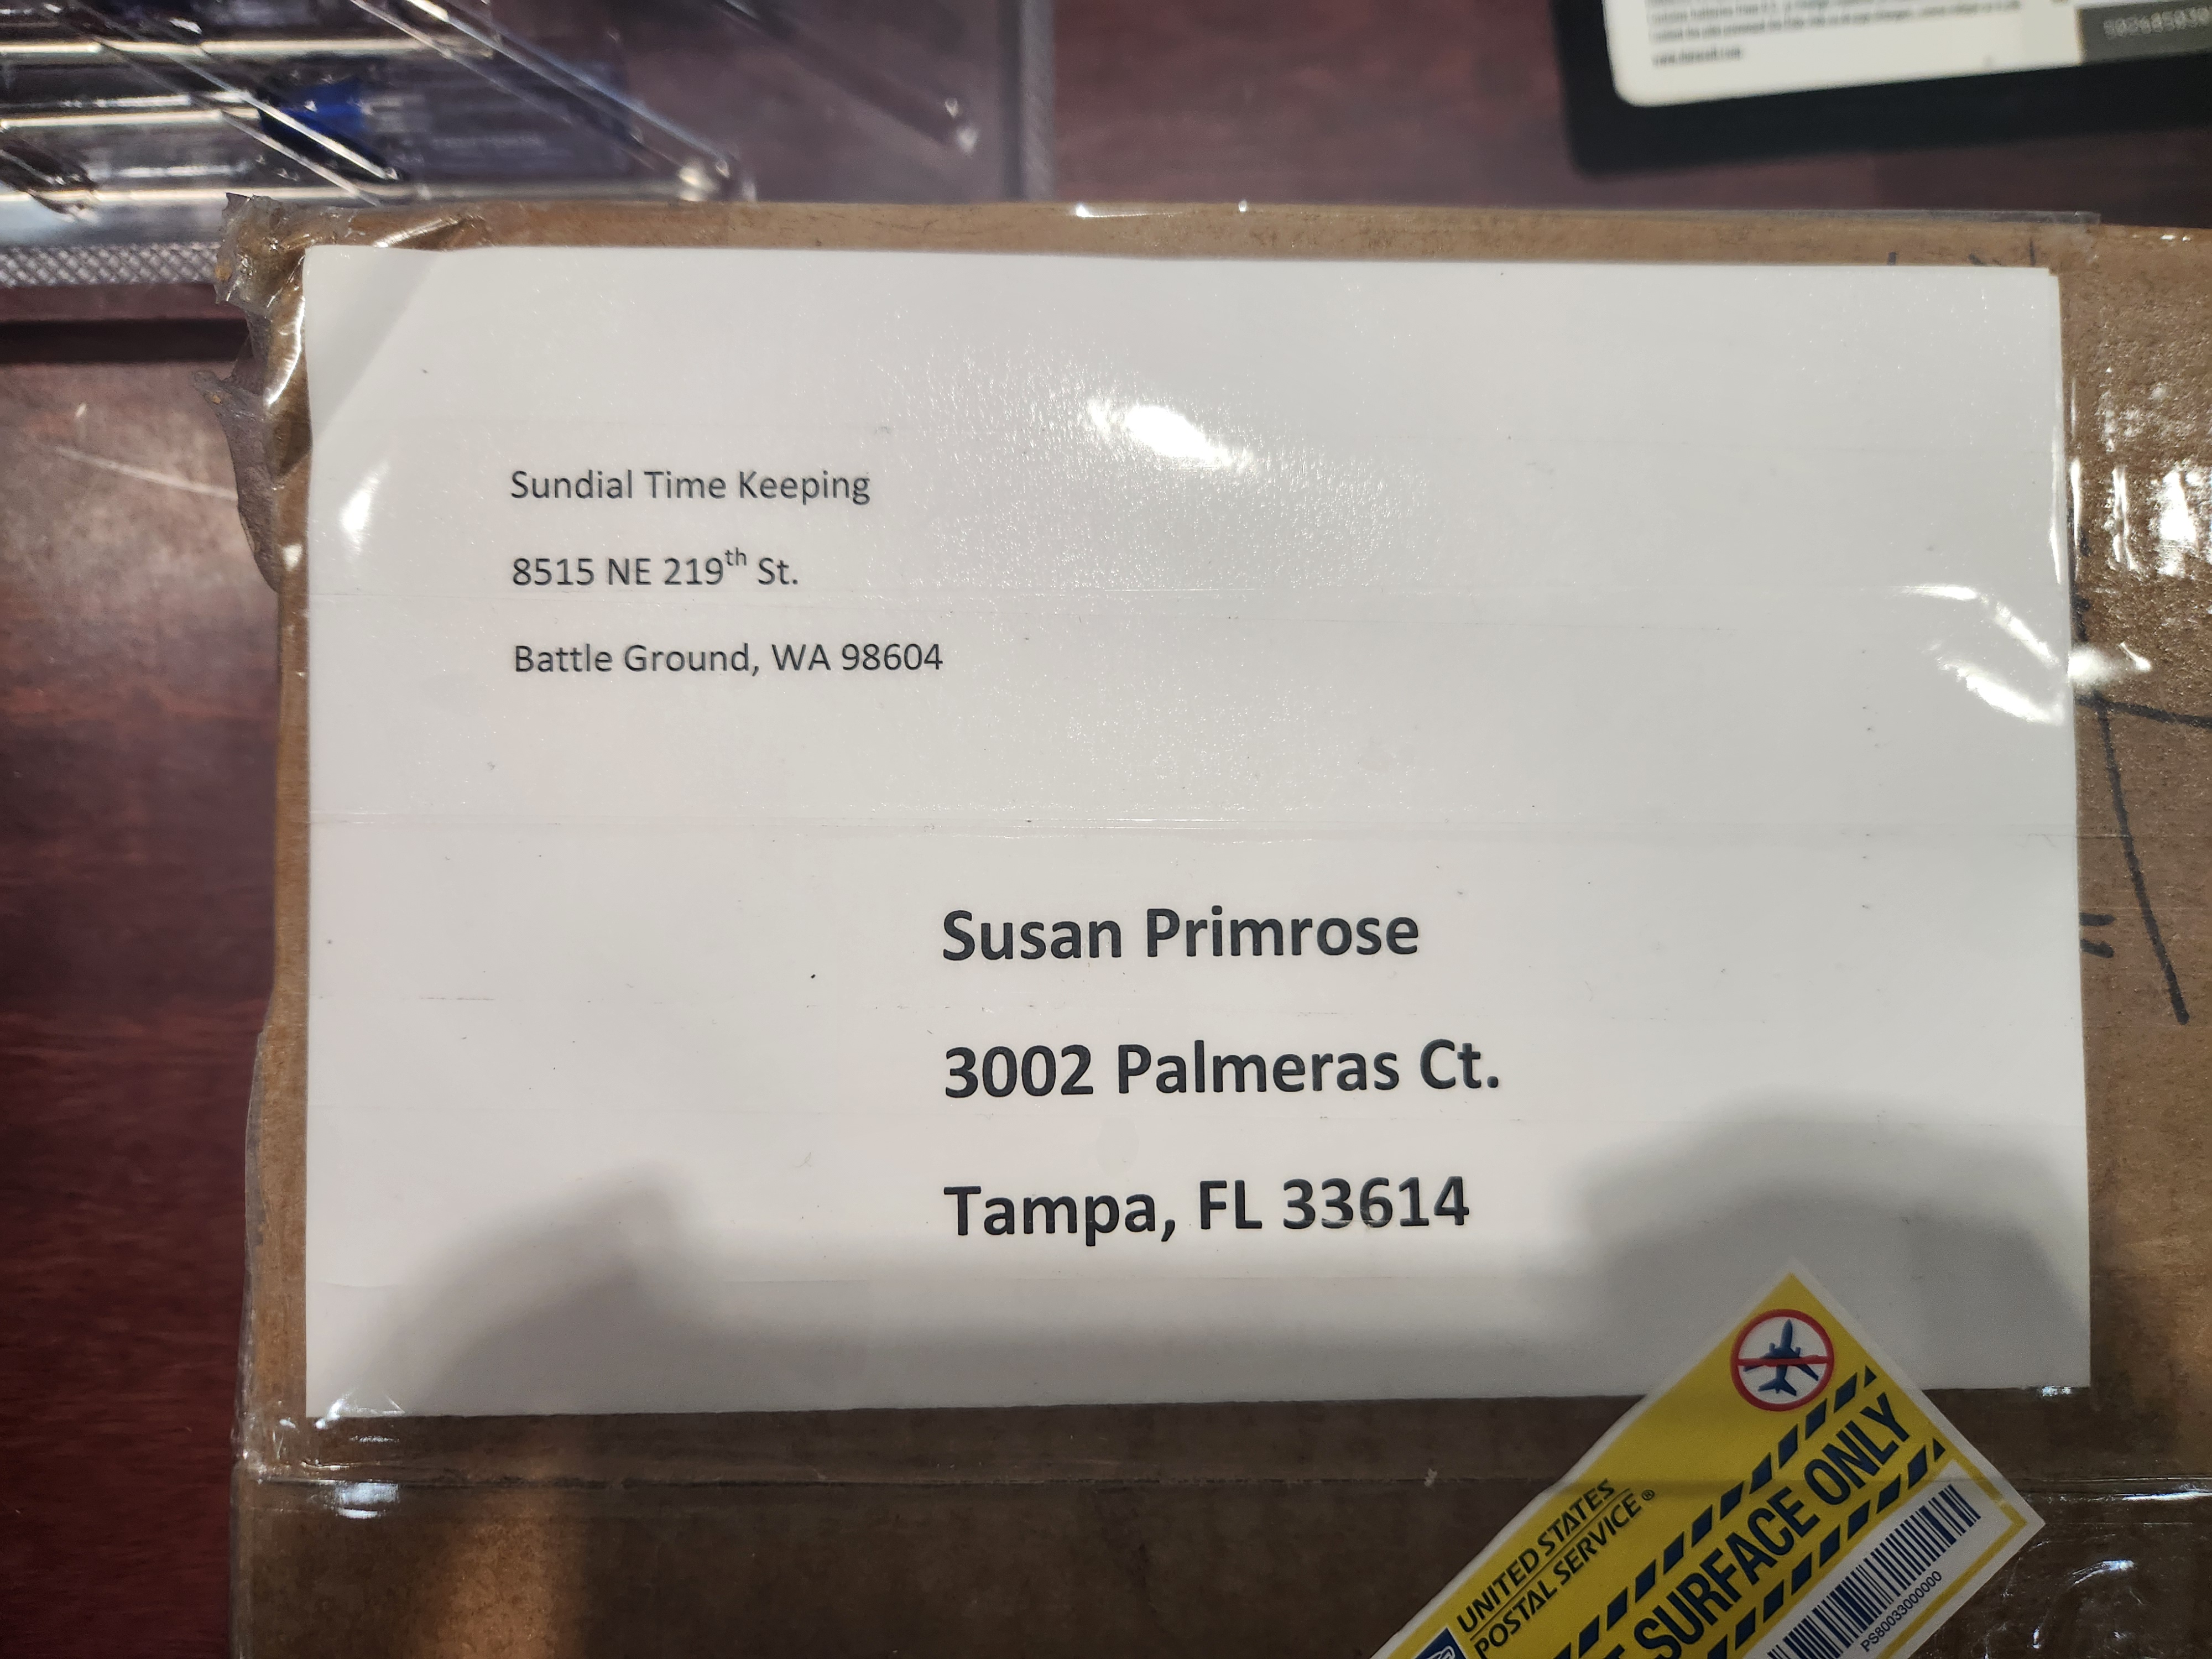 Sundial Time Keeping
8515 NE 219th St.
Battle Ground, WA 98604
Susan Primrose
3002 Palmeras Ct.
Tampa, FL 33614
UNITED STATES
POSTAL SERVICE®
SURFACE ONLY
PS80033000000